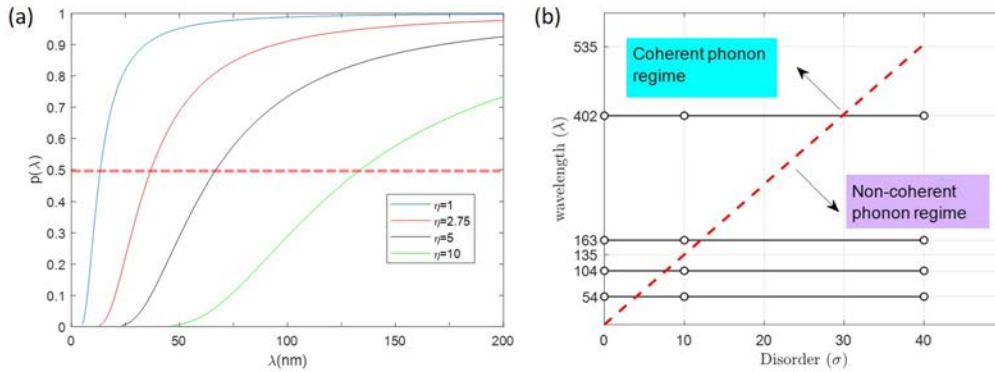 (a)
1
0.9
0.8
0.7
0.6
0.5
0.4
0.3
0.2
0.1
0
p(λ)
η=1
η=2.75
η=5
η=10
0
50
100
150
200
λ(nm)
(b)
535
402
163
135
104
54
wavelength (λ)
Coherent phonon
regime
Non-coherent
phonon regime
0
10
20
30
40
Disorder (σ)